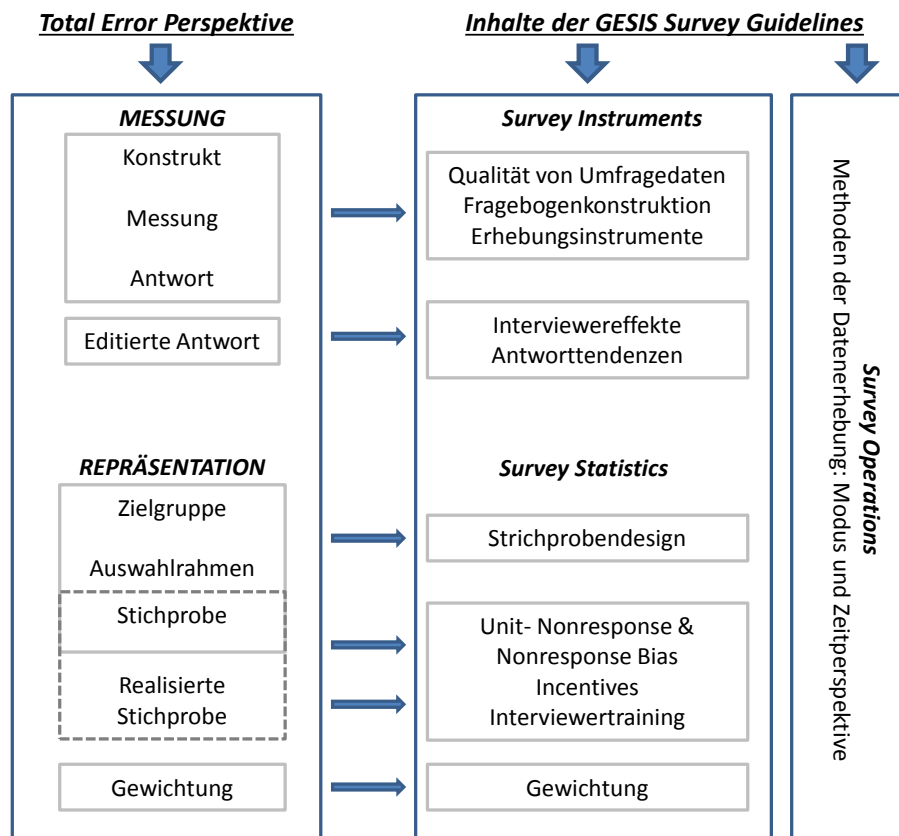 Total Error Perspektive
Inhalte der GESIS Survey Guidelines
MESSUNG
Konstrukt
Messung
Antwort
Editierte Antwort
REPRÄSENTATION
Zielgruppe
Auswahlrahmen
Stichprobe
Realisierte
Stichprobe
Gewichtung
Survey Instruments
Qualität von Umfragedaten
Fragebogenkonstruktion
Erhebungsinstrumente
Interviewereffekte
Antworttendenzen
Survey Statistics
Strichprobendesign
Unit- Nonresponse &
Nonresponse Bias
Incentives
Interviewertraining
Gewichtung
Survey Operations
Methoden der Datenerhebung: Modus und Zeitperspektive